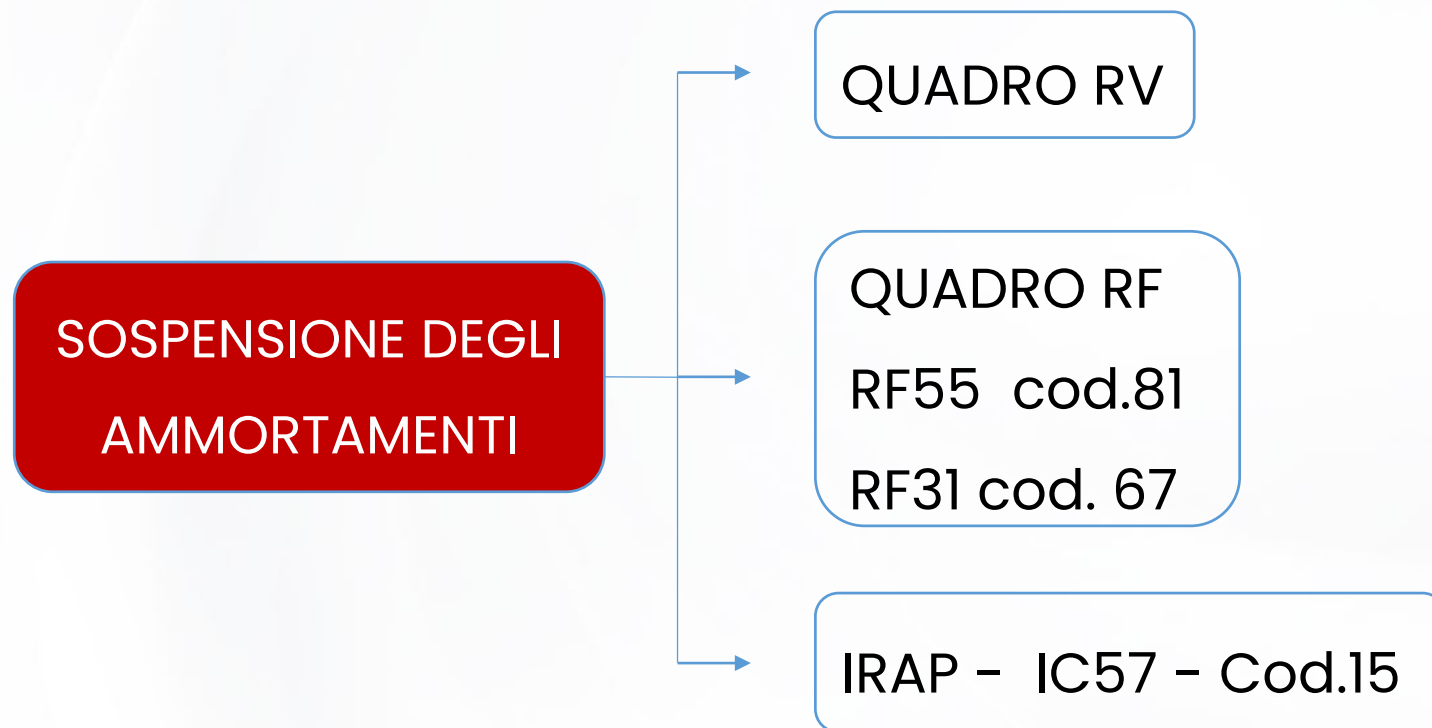 SOSPENSIONE DEGLI
AMMORTAMENTI
QUADRO RV
QUADRO RF
RF55 cod.81
RF31 cod. 67
IRAP - IC57 - Cod.15